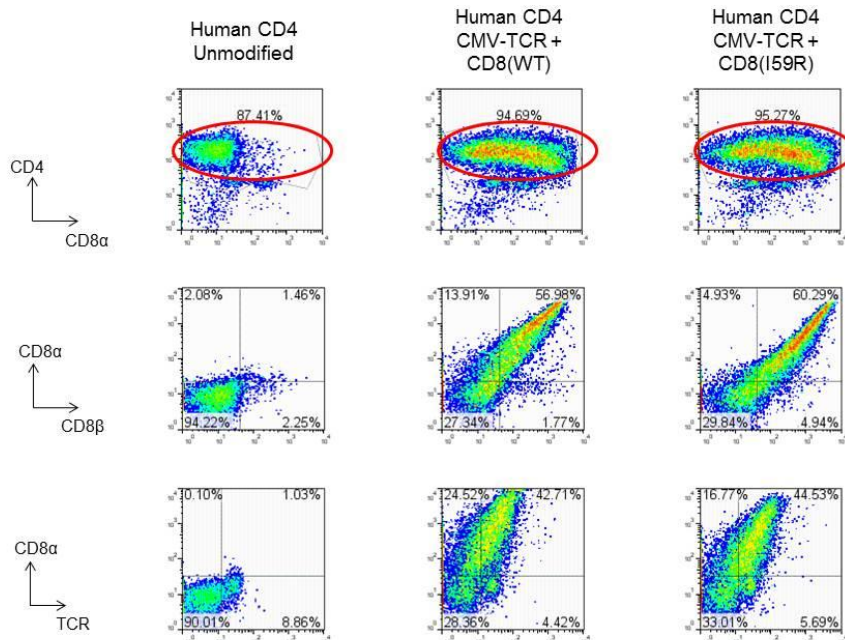 Human CD4
Unmodified
Human CD4
CMV-TCR +
CD8(WT)
Human CD4
CMV-TCR +
CD8(I59R)
87.41%
94.69%
95.27%
CD4
CD8α
2.08% 1.46%
13.91% 56.98%
4.93% 60.29%
CD8α
CD8β
94.22% 2.25%
27.34% 1.77%
29.84% 4.94%
0.10% 1.03%
24.52% 42.71%
16.77% 44.53%
CD8α
TCR
90.01% 8.86%
28.36% 4.42%
33.01% 5.69%